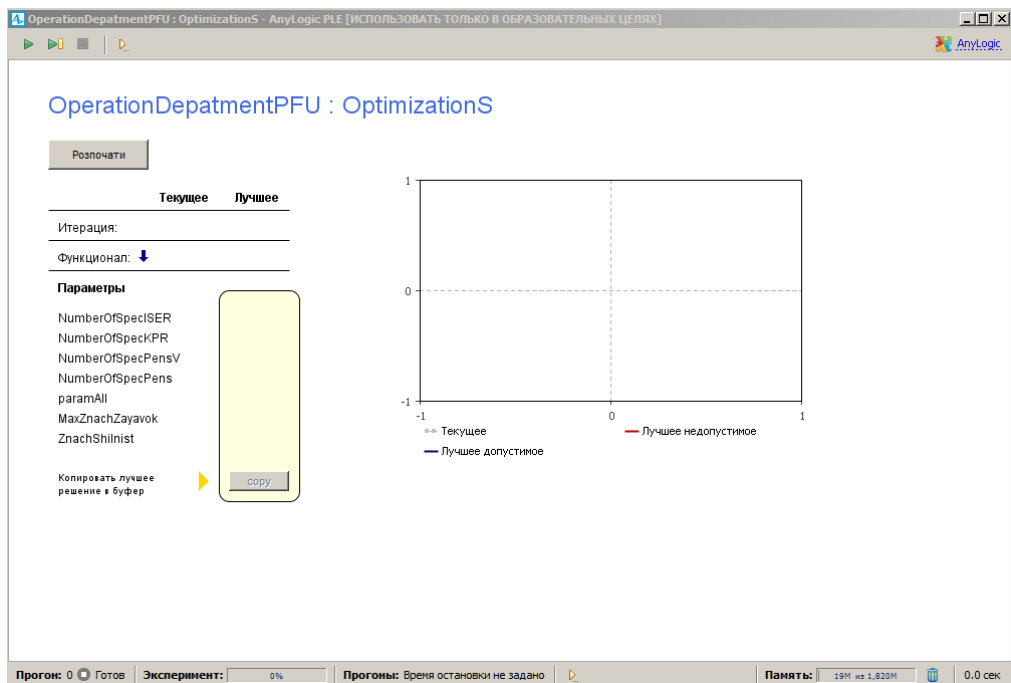 OperationDepatmentPFU : OptimizationS - AnyLogic PLE [ИСПОЛЬЗОВАТЬ ТОЛЬКО В ОБРАЗОВАТЕЛЬНЫХ ЦЕЛЯХ]
AnyLogic
OperationDepatmentPFU : OptimizationS
Розпочати
Текущее Лучшее
Итерация:
Функционал:
Параметры
NumberOfSpecISER
NumberOfSpecKPR
NumberOfSpecPensV
NumberOfSpecPens
paramAll
MaxZnachZayavok
ZnachShilnist
Копировать лучшее
решение в буфер
copy
1
0
-1
-1 0 1
Текущее Лучшее недопустимое
Лучшее допустимое
Прогон: 0 Готов Эксперимент: 0% Прогоны: Время остановки не задано Память: 19M из 1,820M 0.0 сек